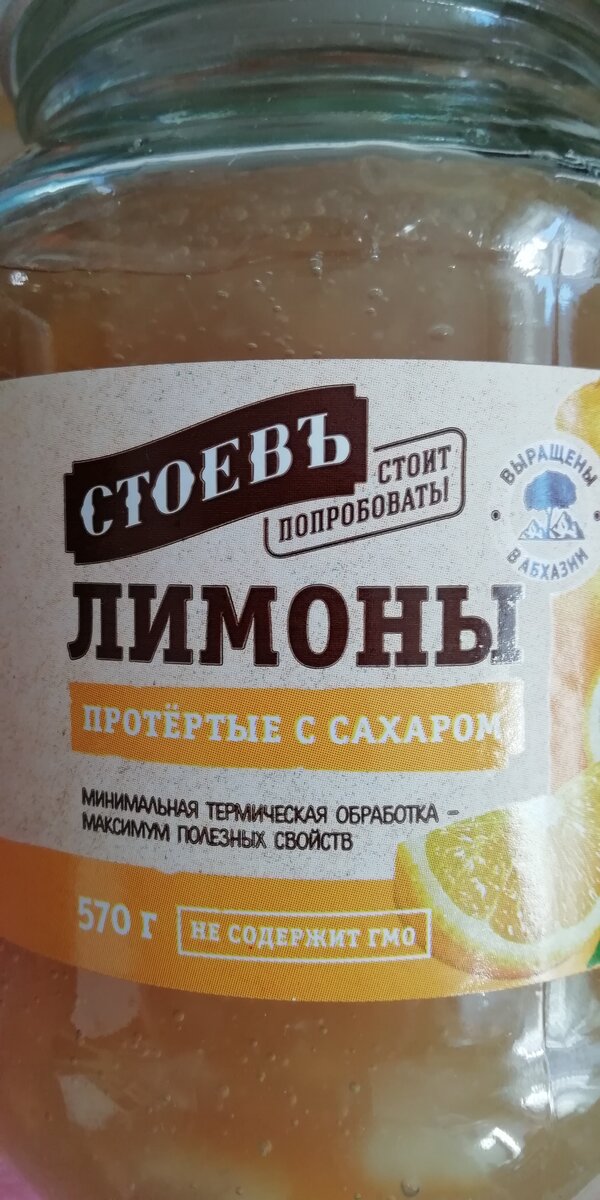 СТОЕВЪ
СТОИТ
ПОПРОБОВАТЬ!
ВЫРАЩЕНЫ
В АБХАЗИИ
ЛИМОНЫ
ПРОТЁРТЫЕ С САХАРОМ
МИНИМАЛЬНАЯ ТЕРМИЧЕСКАЯ ОБРАБОТКА –
МАКСИМУМ ПОЛЕЗНЫХ СВОЙСТВ
570 г
НЕ СОДЕРЖИТ ГМО